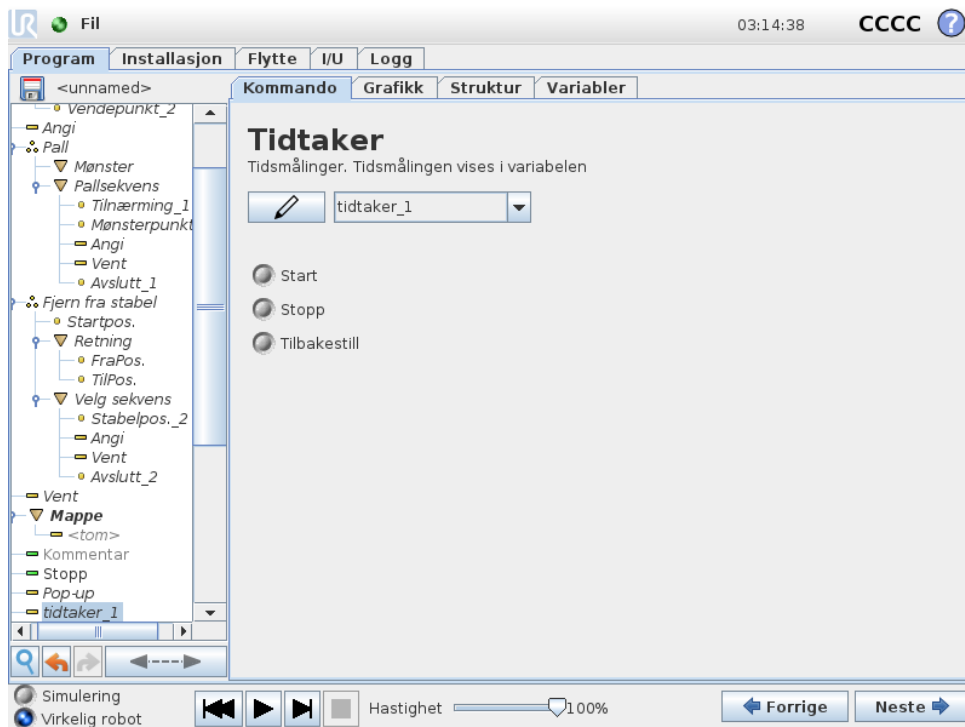 UR Fil 03:14:38 CCCC ?
Program Installasjon Flytte I/U Logg
<unnamed>
Kommando Grafikk Struktur Variabler
Vendepunkt_2
Angi
Pall
Mønster
Pallsekvens
Tilnærming_1
Mønsterpunkt
Angi
Vent
Avslutt_1
Fjern fra stabel
Startpos.
Retning
FraPos.
TilPos.
Velg sekvens
Stabelpos._2
Angi
Vent
Avslutt_2
Vent
Mappe
<tom>
Kommentar
Stopp
Pop-up
tidtaker_1
Tidtaker
Tidsmålinger. Tidsmålingen vises i variabelen
tidtaker_1
Start
Stopp
Tilbakestill
Simulering
Virkelig robot
Hastighet 100%
Forrige
Neste